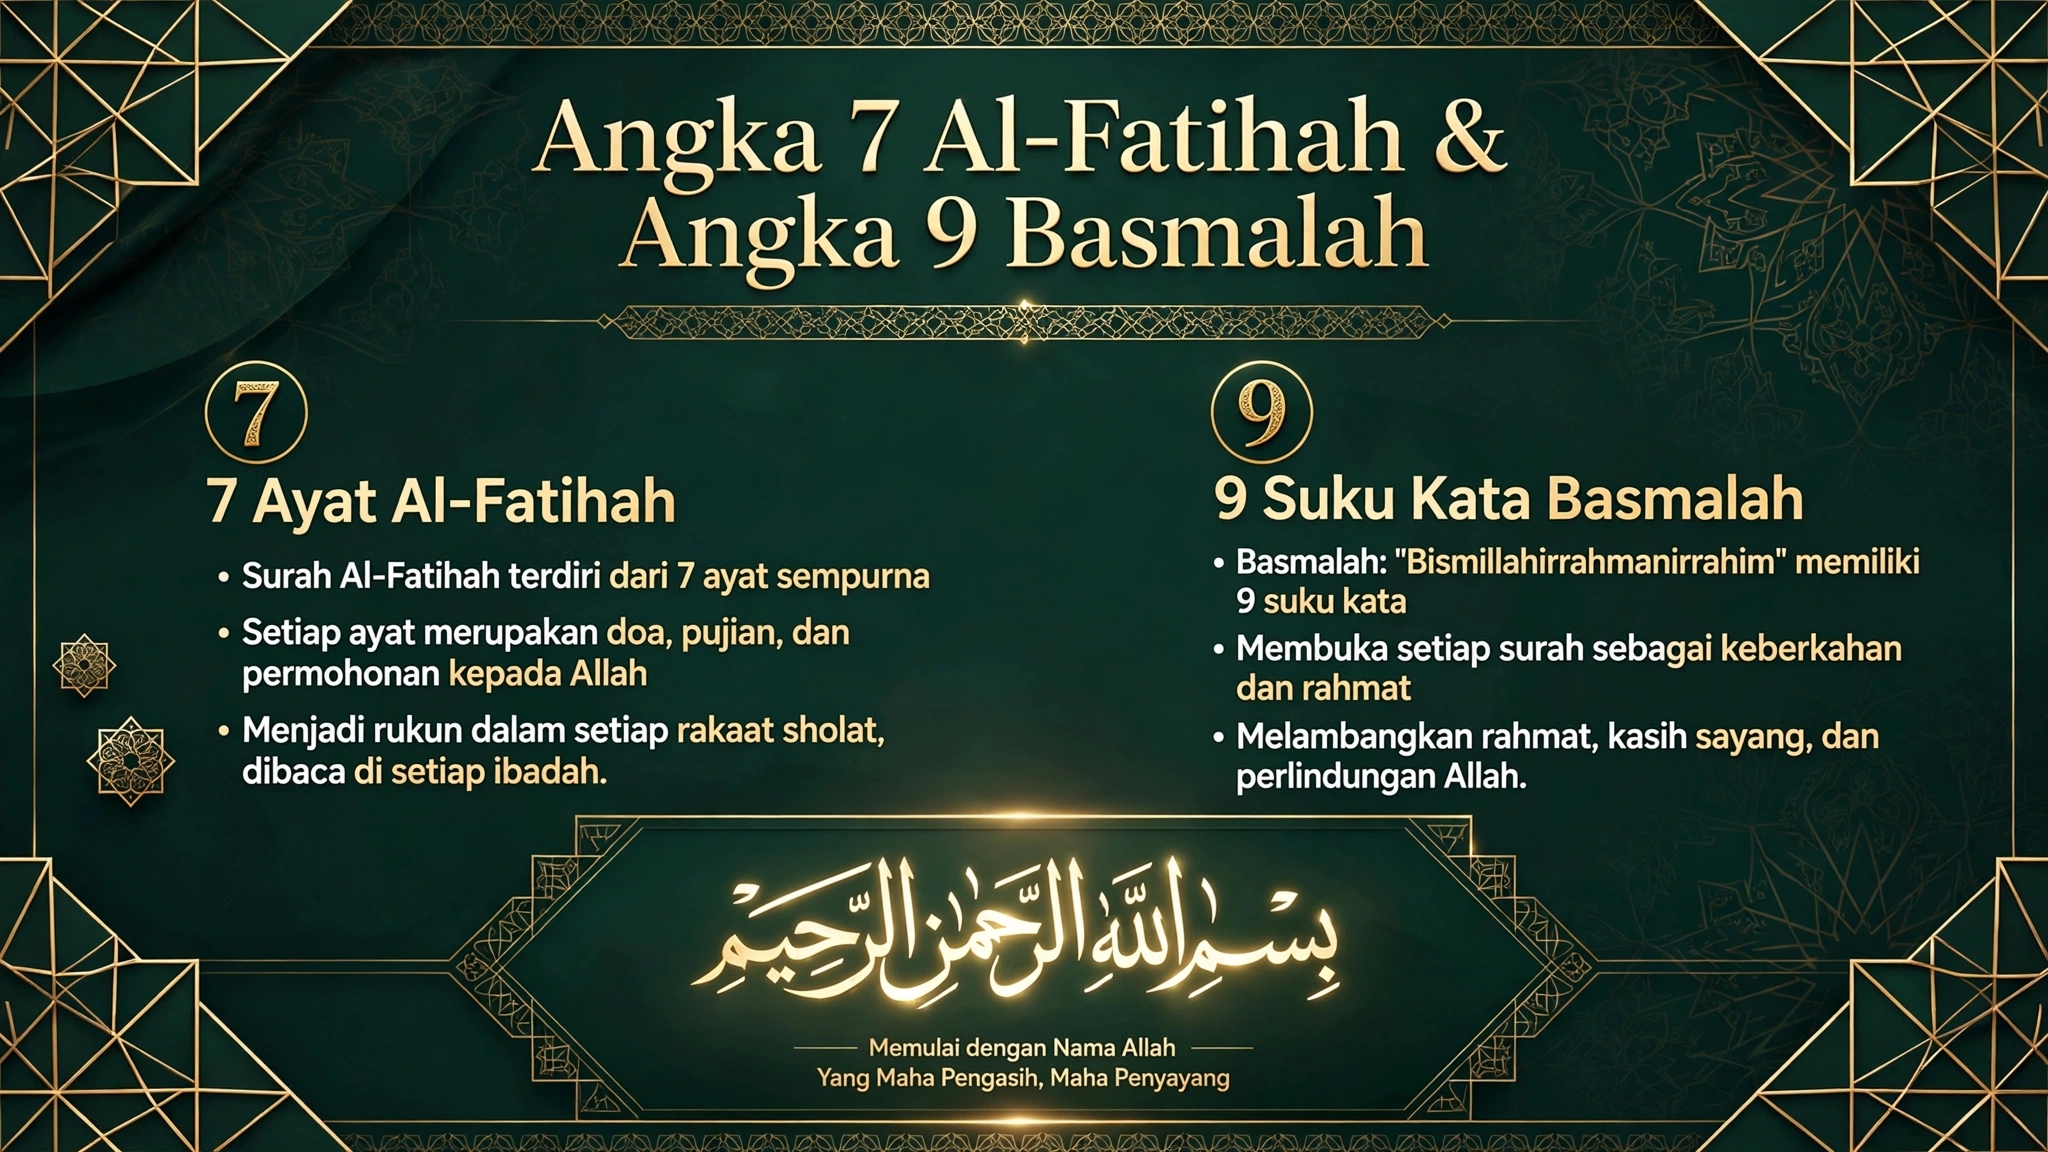 Angka 7 Al-Fatihah &
Angka 9 Basmalah
7
7 Ayat Al-Fatihah
• Surah Al-Fatihah terdiri dari 7 ayat sempurna
• Setiap ayat merupakan doa, pujian, dan
permohonan kepada Allah
• Menjadi rukun dalam setiap rakaat sholat,
dibaca di setiap ibadah.
9
9 Suku Kata Basmalah
• Basmalah: "Bismillahirrahmanirrahim" memiliki
9 suku kata
• Membuka setiap surah sebagai keberkahan
dan rahmat
• Melambangkan rahmat, kasih sayang, dan
perlindungan Allah.
بِسْمِ اللَّهِ الرَّحْمٰنِ الرَّحِيْمِ
Memulai dengan Nama Allah
Yang Maha Pengasih, Maha Penyayang